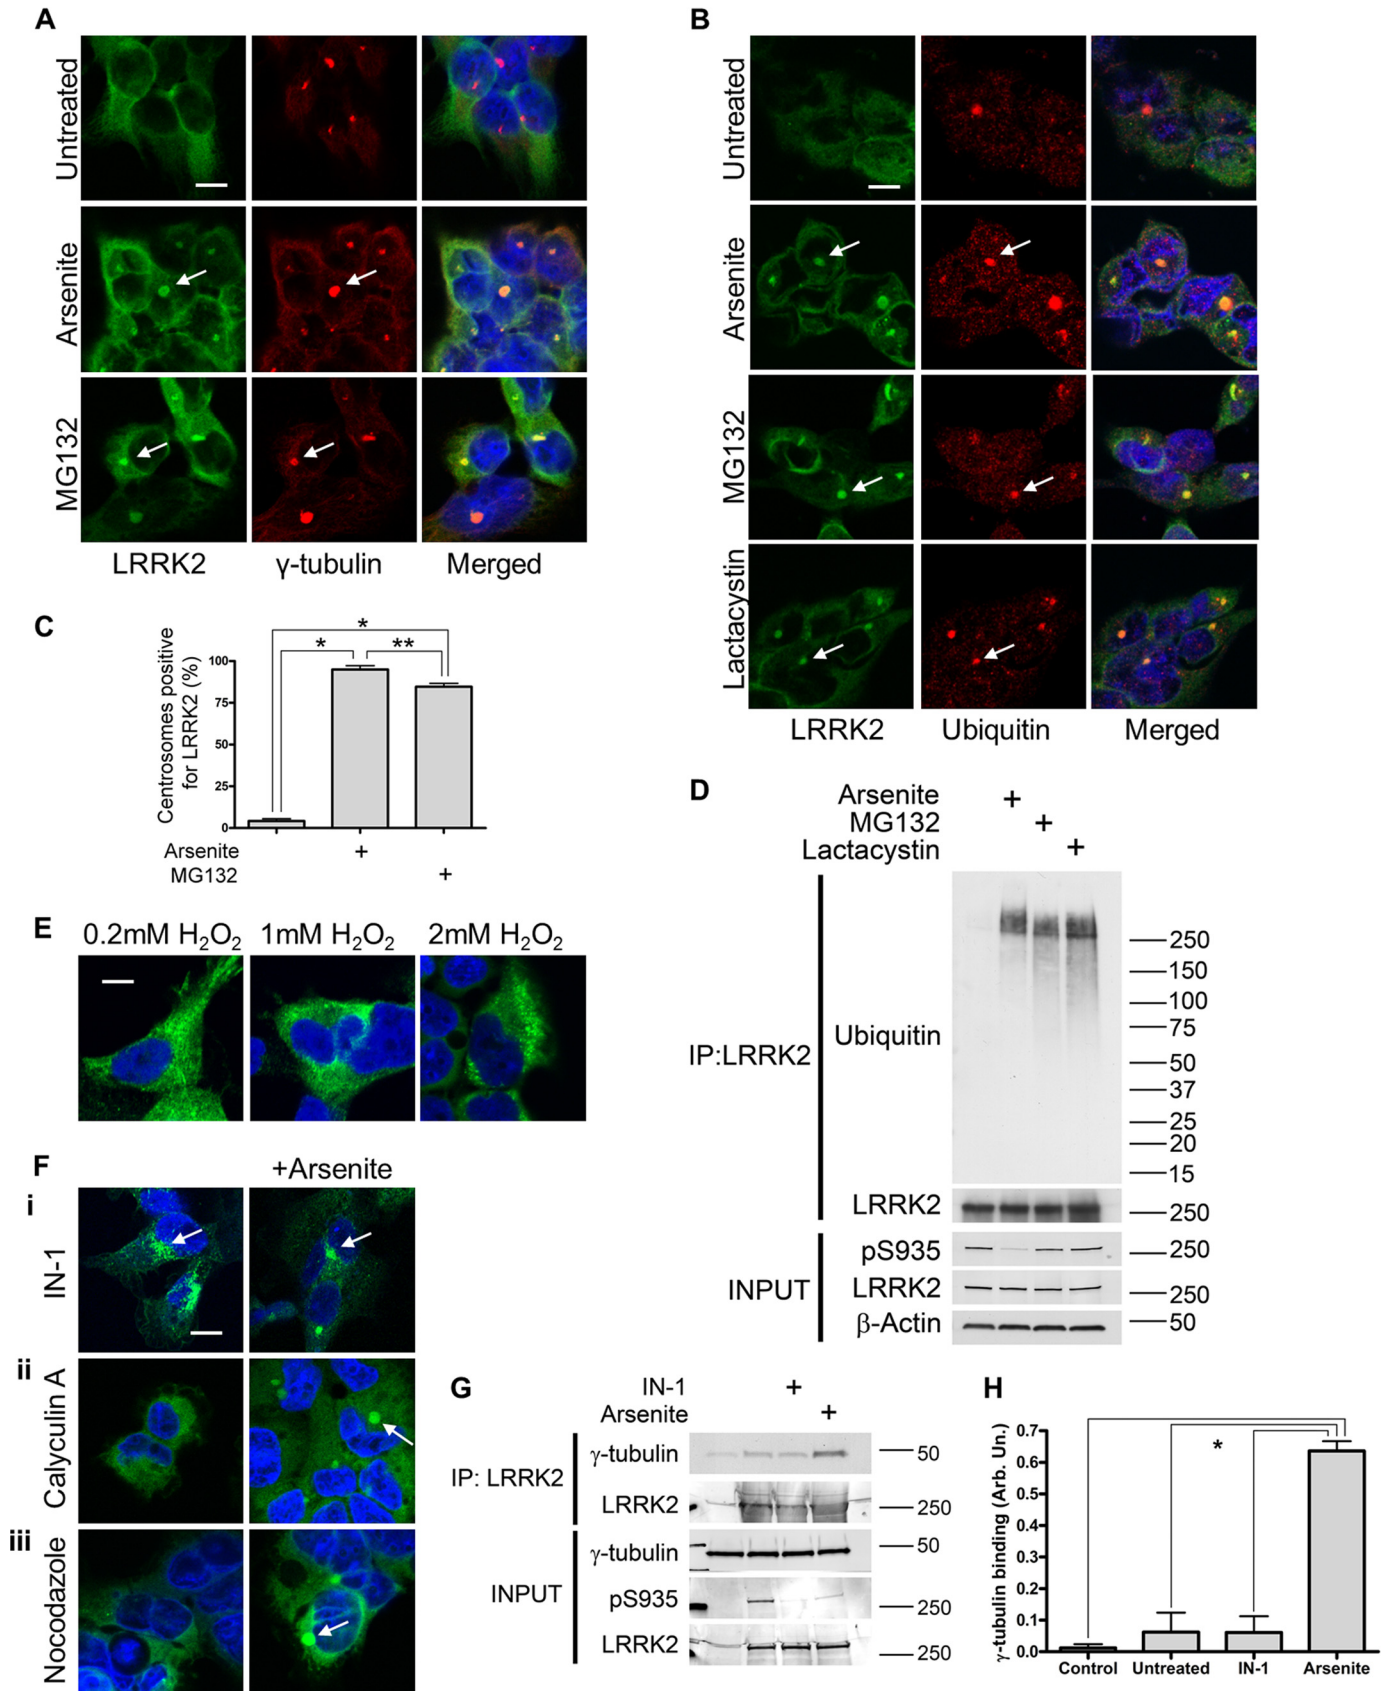 A
Untreated
Arsenite
MG132
LRRK2
γ-tubulin
Merged
B
Untreated
Arsenite
MG132
Lactacystin
LRRK2
Ubiquitin
Merged
C
Centrosomes positive
for LRRK2 (%)
100
75
50
25
0
*
*
**
Arsenite +
MG132 +
D
Arsenite +
MG132 +
Lactacystin +
IP:LRRK2
Ubiquitin
250
150
100
75
50
37
25
20
15
LRRK2 250
INPUT
pS935 250
LRRK2 250
β-Actin 50
E
0.2mM H₂O₂
1mM H₂O₂
2mM H₂O₂
F
+Arsenite
i
IN-1
ii
Calyculin A
iii
Nocodazole
G
IN-1 +
Arsenite +
IP: LRRK2
γ-tubulin 50
LRRK2 250
INPUT
γ-tubulin 50
pS935 250
LRRK2 250
H
γ-tubulin binding (Arb. Un.)
0.7
0.6
0.5
0.4
0.3
0.2
0.1
0.0
*
Control Untreated IN-1 Arsenite